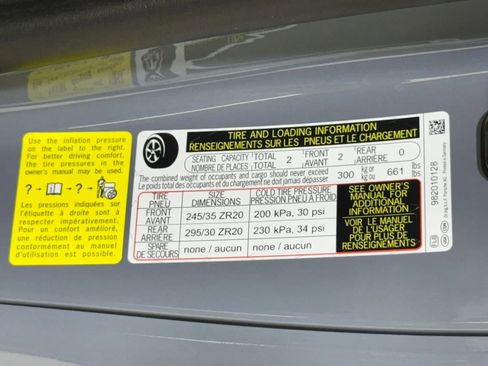 Use the inflation pressure
on the label to the right.
For better driving comfort,
the tire pressures in the
owner's manual may be used.
? → → ?
Les pressions indiquées sur
l'étiquette à droite sont à
respecter impérativement.
Pour un confort amélioré,
une réduction de pression
conformément au manuel
est autorisée.
TIRE AND LOADING INFORMATION
RENSEIGNEMENTS SUR LES PNEUS ET LE CHARGEMENT
SEATING CAPACITY TOTAL 2 FRONT 2 REAR 0
NOMBRE DE PLACES TOTAL AVANT ARRIÈRE
The combined weight of occupants and cargo should never exceed 300 kg or 661 lbs
Le poids total des occupants et du chargement ne doit jamais dépasser kg ou lb
TIRE DIMENSIONS COLD TIRE PRESSURE
PNEU DIMENSIONS PRESSION PNEU À FROID
FRONT AVANT 245/35 ZR20 200 kPa, 30 psi
REAR ARRIÈRE 295/30 ZR20 230 kPa, 34 psi
SPARE DE SECOURS none / aucun none / aucun
SEE OWNER'S
MANUAL FOR
ADDITIONAL
INFORMATION
VOIR LE MANUEL
DE L'USAGER
POUR PLUS DE
RENSEIGNEMENTS
982010128